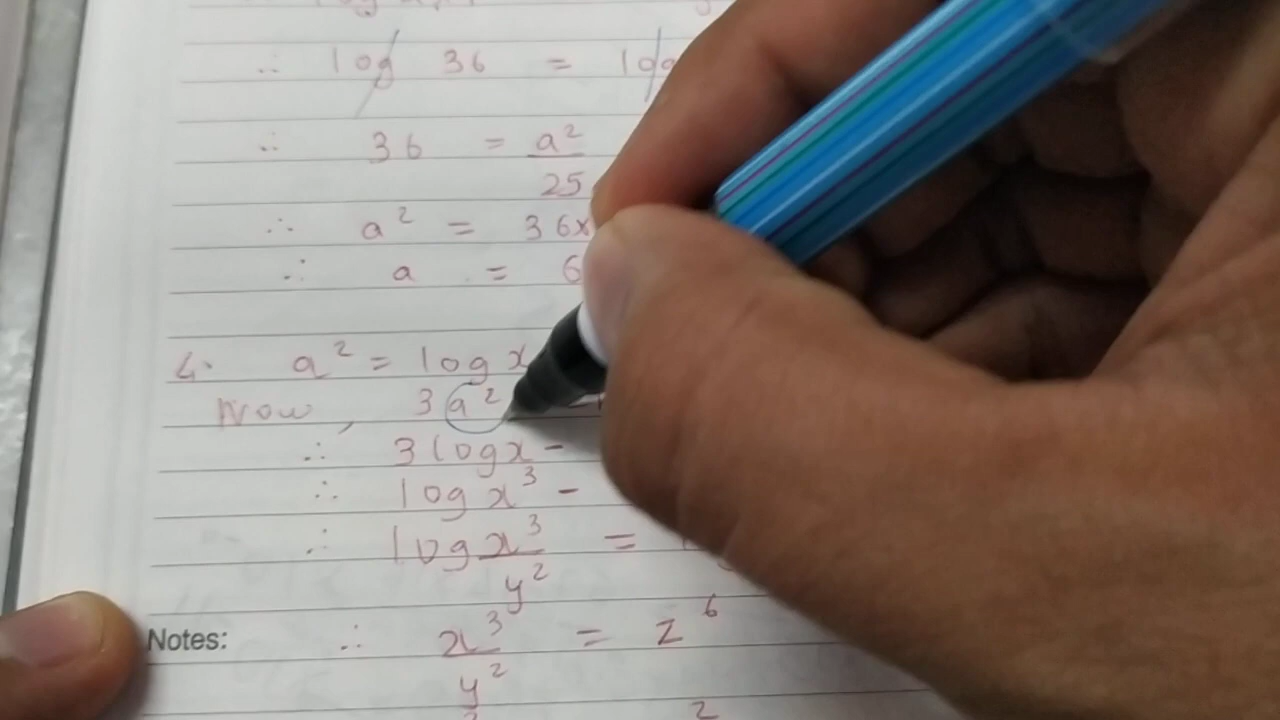 ∴ log 36 = log
∴ 36 = a²/25
∴ a² = 36x
∴ a = 6
4. a² = log x
Now, 3a²
∴ 3 log x -
∴ log x³ -
∴ log x³/y² =
Notes: ∴ x³/y² = z⁶